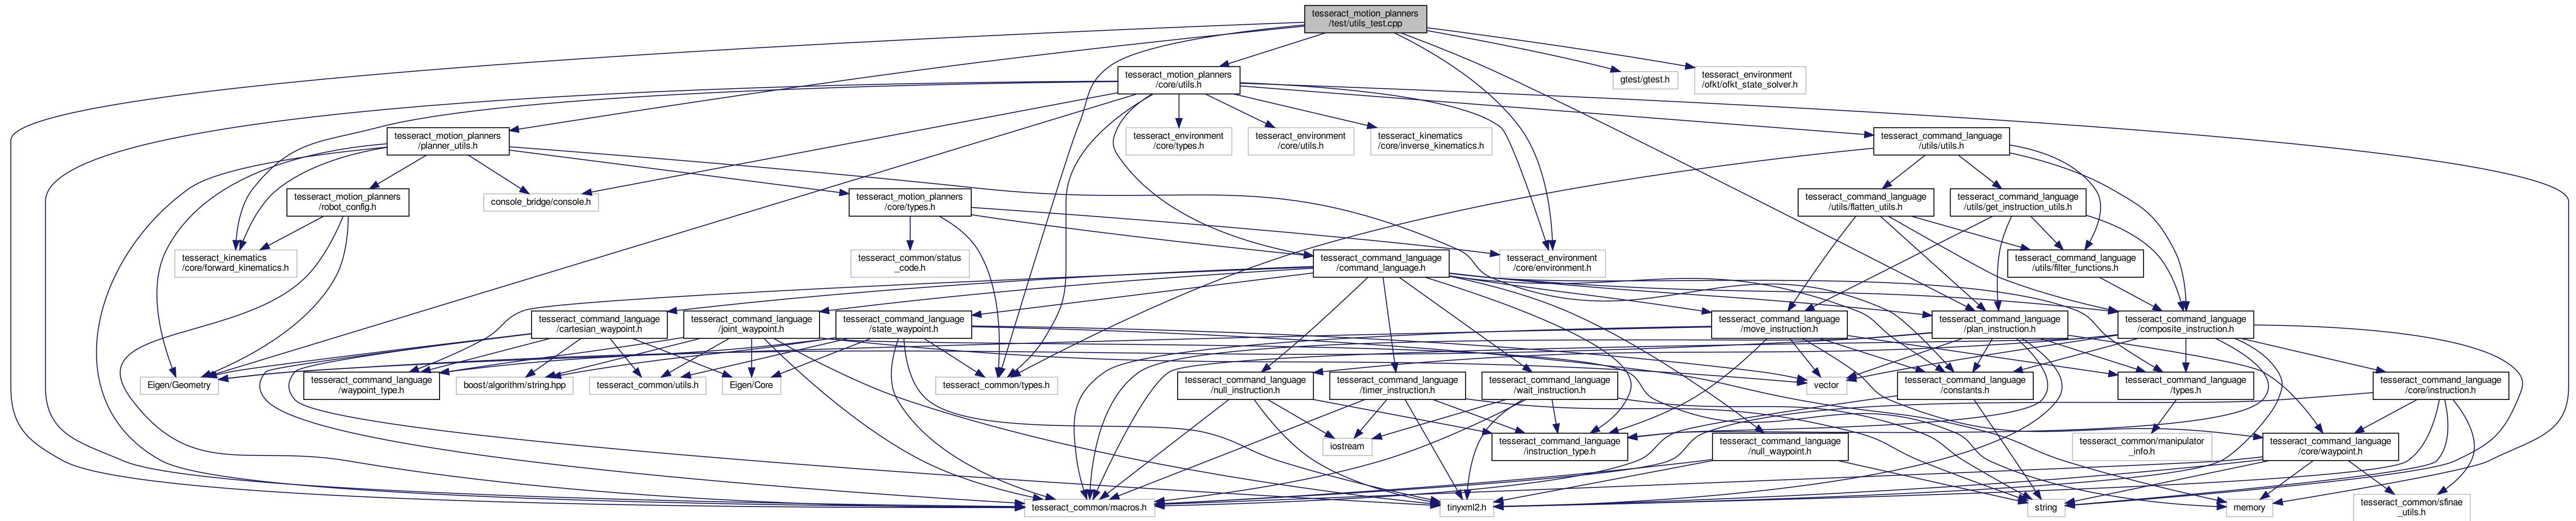 tesseract_motion_planners
/test/utils_test.cpp
tesseract_motion_planners
/core/utils.h
gtest/gtest.h
tesseract_environment
/ofkt/ofkt_state_solver.h
tesseract_motion_planners
/planner_utils.h
tesseract_environment
/core/types.h
tesseract_environment
/core/utils.h
tesseract_kinematics
/core/inverse_kinematics.h
tesseract_command_language
/utils/utils.h
tesseract_motion_planners
/robot_config.h
console_bridge/console.h
tesseract_motion_planners
/core/types.h
tesseract_command_language
/utils/flatten_utils.h
tesseract_command_language
/utils/get_instruction_utils.h
tesseract_kinematics
/core/forward_kinematics.h
tesseract_common/status
_code.h
tesseract_command_language
/command_language.h
tesseract_environment
/core/environment.h
tesseract_command_language
/utils/filter_functions.h
tesseract_command_language
/cartesian_waypoint.h
tesseract_command_language
/joint_waypoint.h
tesseract_command_language
/state_waypoint.h
tesseract_command_language
/move_instruction.h
tesseract_command_language
/plan_instruction.h
tesseract_command_language
/composite_instruction.h
Eigen/Geometry
tesseract_command_language
/waypoint_type.h
boost/algorithm/string.hpp
tesseract_common/utils.h
Eigen/Core
tesseract_common/types.h
tesseract_command_language
/null_instruction.h
tesseract_command_language
/timer_instruction.h
tesseract_command_language
/wait_instruction.h
vector
tesseract_command_language
/constants.h
tesseract_command_language
/types.h
tesseract_command_language
/core/instruction.h
iostream
tesseract_command_language
/instruction_type.h
tesseract_command_language
/null_waypoint.h
tesseract_common/manipulator
_info.h
tesseract_command_language
/core/waypoint.h
tesseract_common/macros.h
tinyxml2.h
string
memory
tesseract_common/sfinae
_utils.h